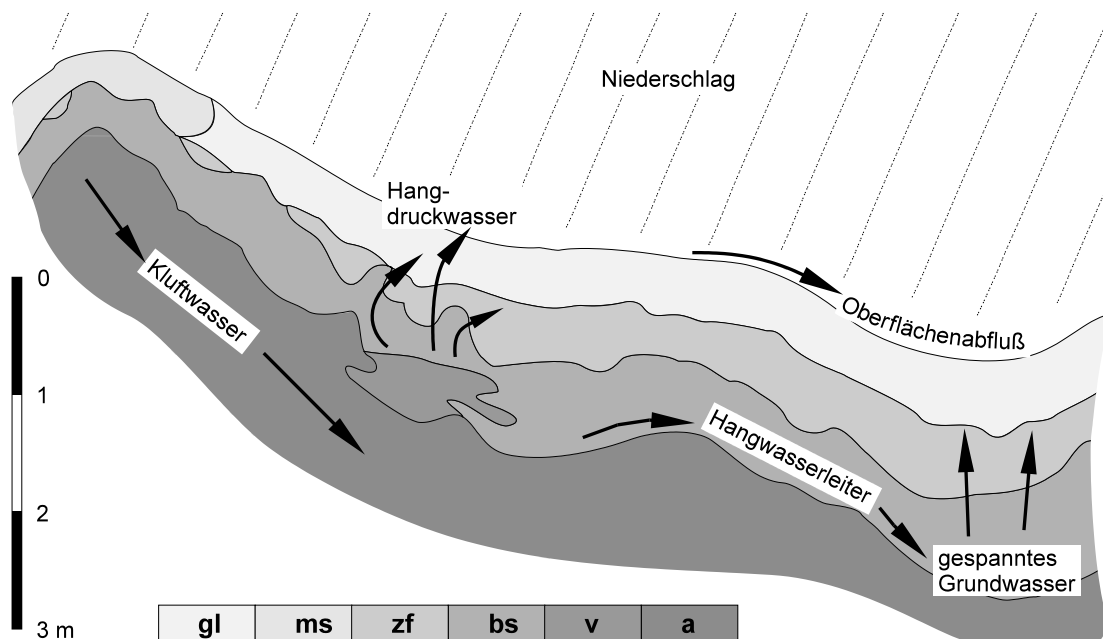 Niederschlag
Hang-
druckwasser
Kluftwasser
Oberflächenabfluß
Hangwasserleiter
gespanntes
Grundwasser
0
1
2
3 m
gl ms zf bs v a